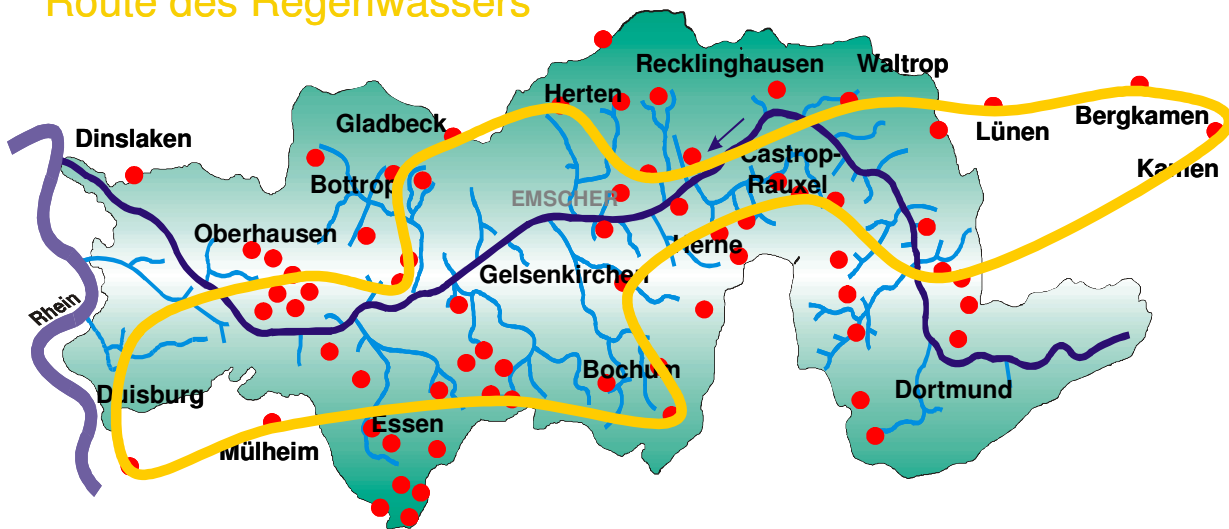 Route des Regenwassers
Recklinghausen
Waltrop
Herten
Lünen
Bergkamen
Gladbeck
Dinslaken
Castrop-
Rauxel
Kamen
Bottrop
EMSCHER
Oberhausen
Herne
Gelsenkirchen
Rhein
Bochum
Duisburg
Dortmund
Essen
Mülheim